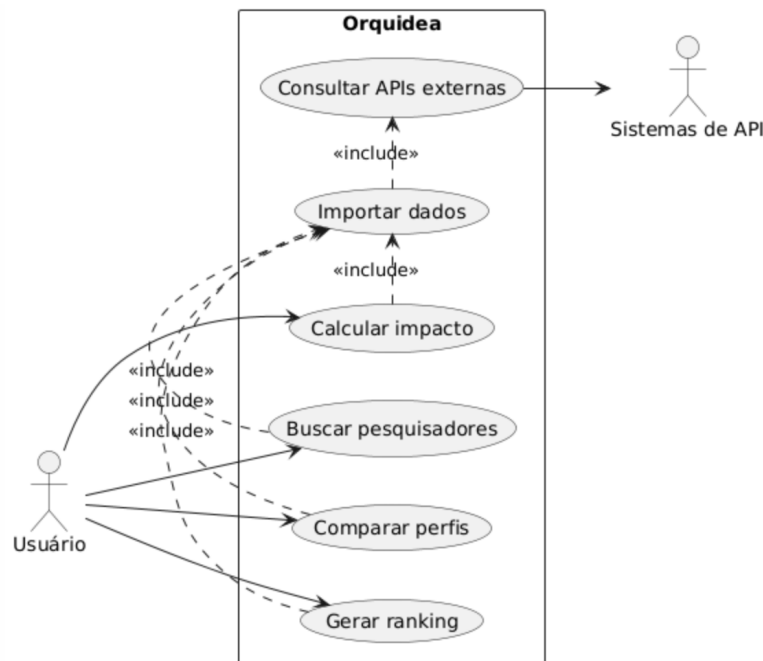 Orquidea
Consultar APIs externas
Sistemas de API
«include»
Importar dados
«include»
Calcular impacto
«include»
«include»
«include»
Buscar pesquisadores
Usuário
Comparar perfis
Gerar ranking